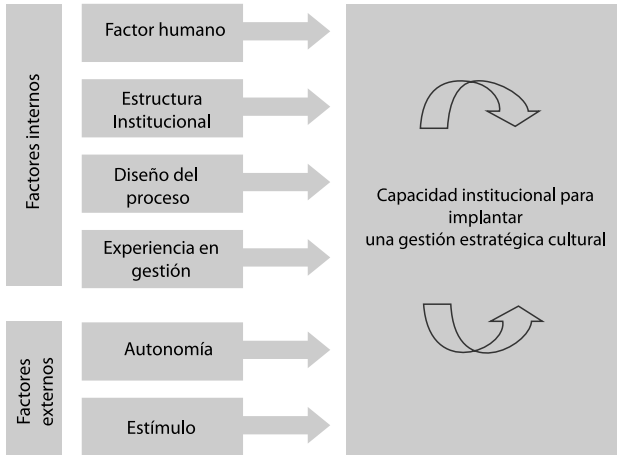 Factores internos
Factor humano
Estructura
Institucional
Diseño del
proceso
Experiencia en
gestión
Factores
externos
Autonomía
Estímulo
Capacidad institucional para
implantar
una gestión estratégica cultural